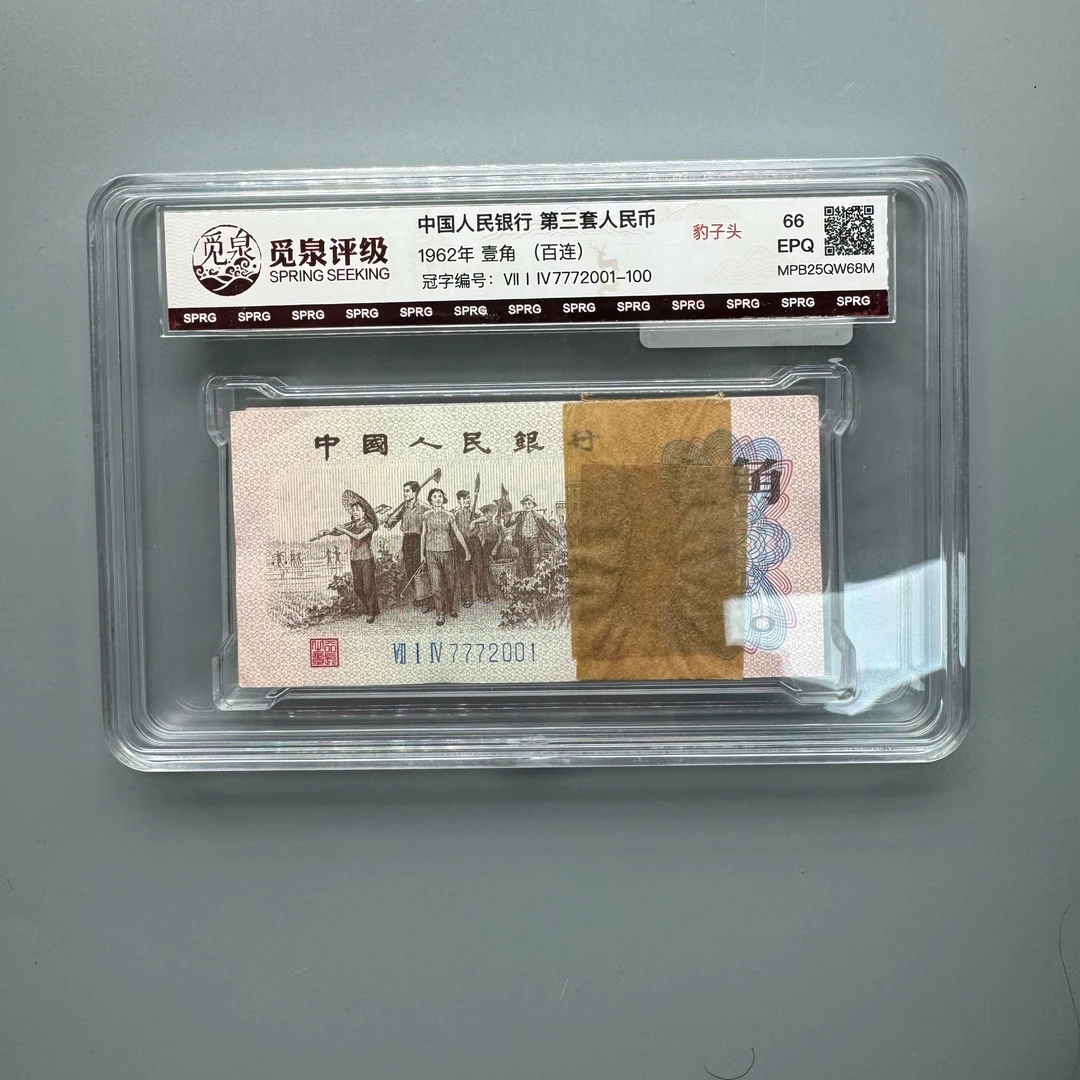 觅泉
觅泉评级
SPRING SEEKING
中国人民银行 第三套人民币
1962年 壹角 (百连)
冠字编号: VII I IV7772001-100
豹子头
66
EPQ
MPB25QW68M
SPRG SPRG SPRG SPRG SPRG SPRG SPRG SPRG SPRG SPRG SPRG SPRG SPRG
中國人民銀行
角
Ⅶ Ⅰ Ⅳ 7772001